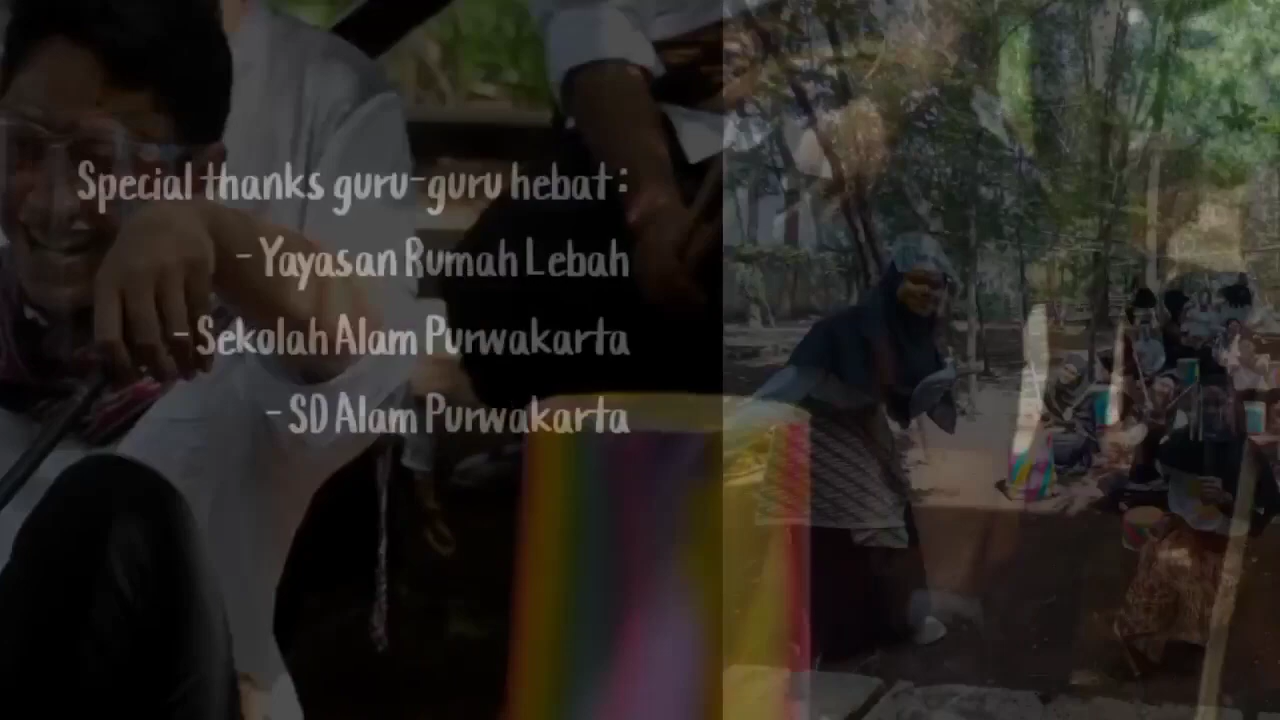 Special thanks guru-guru hebat:
- Yayasan Rumah Lebah
- Sekolah Alam Purwakarta
- SD Alam Purwakarta